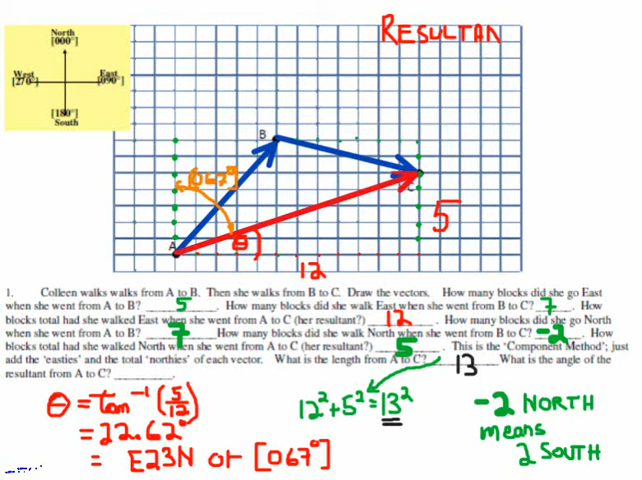 RESULTAN
North
[000°]
West
[270°]
East
[090°]
[180°]
South
B
[067°]
C
A
θ
5
12
1. Colleen walks walks from A to B. Then she walks from B to C. Draw the vectors. How many blocks did she go East
when she went from A to B? 5. How many blocks did she walk East when she went from B to C? 7. How
blocks total had she walked East when she went from A to C (her resultant?) 12. How many blocks did she go North
when she went from A to B? 7 How many blocks did she walk North when she went from B to C? -2. How
blocks total had she walked North when she went from A to C (her resultant?) 5. This is the 'Component Method'; just
add the 'easties' and the total 'northies' of each vector. What is the length from A to C? 13 What is the angle of the
resultant from A to C? ________.
θ = tan⁻¹(5/12)
= 22.62°
= E23N or [067°]
12² + 5² = 13²
-2 NORTH
means
2 SOUTH